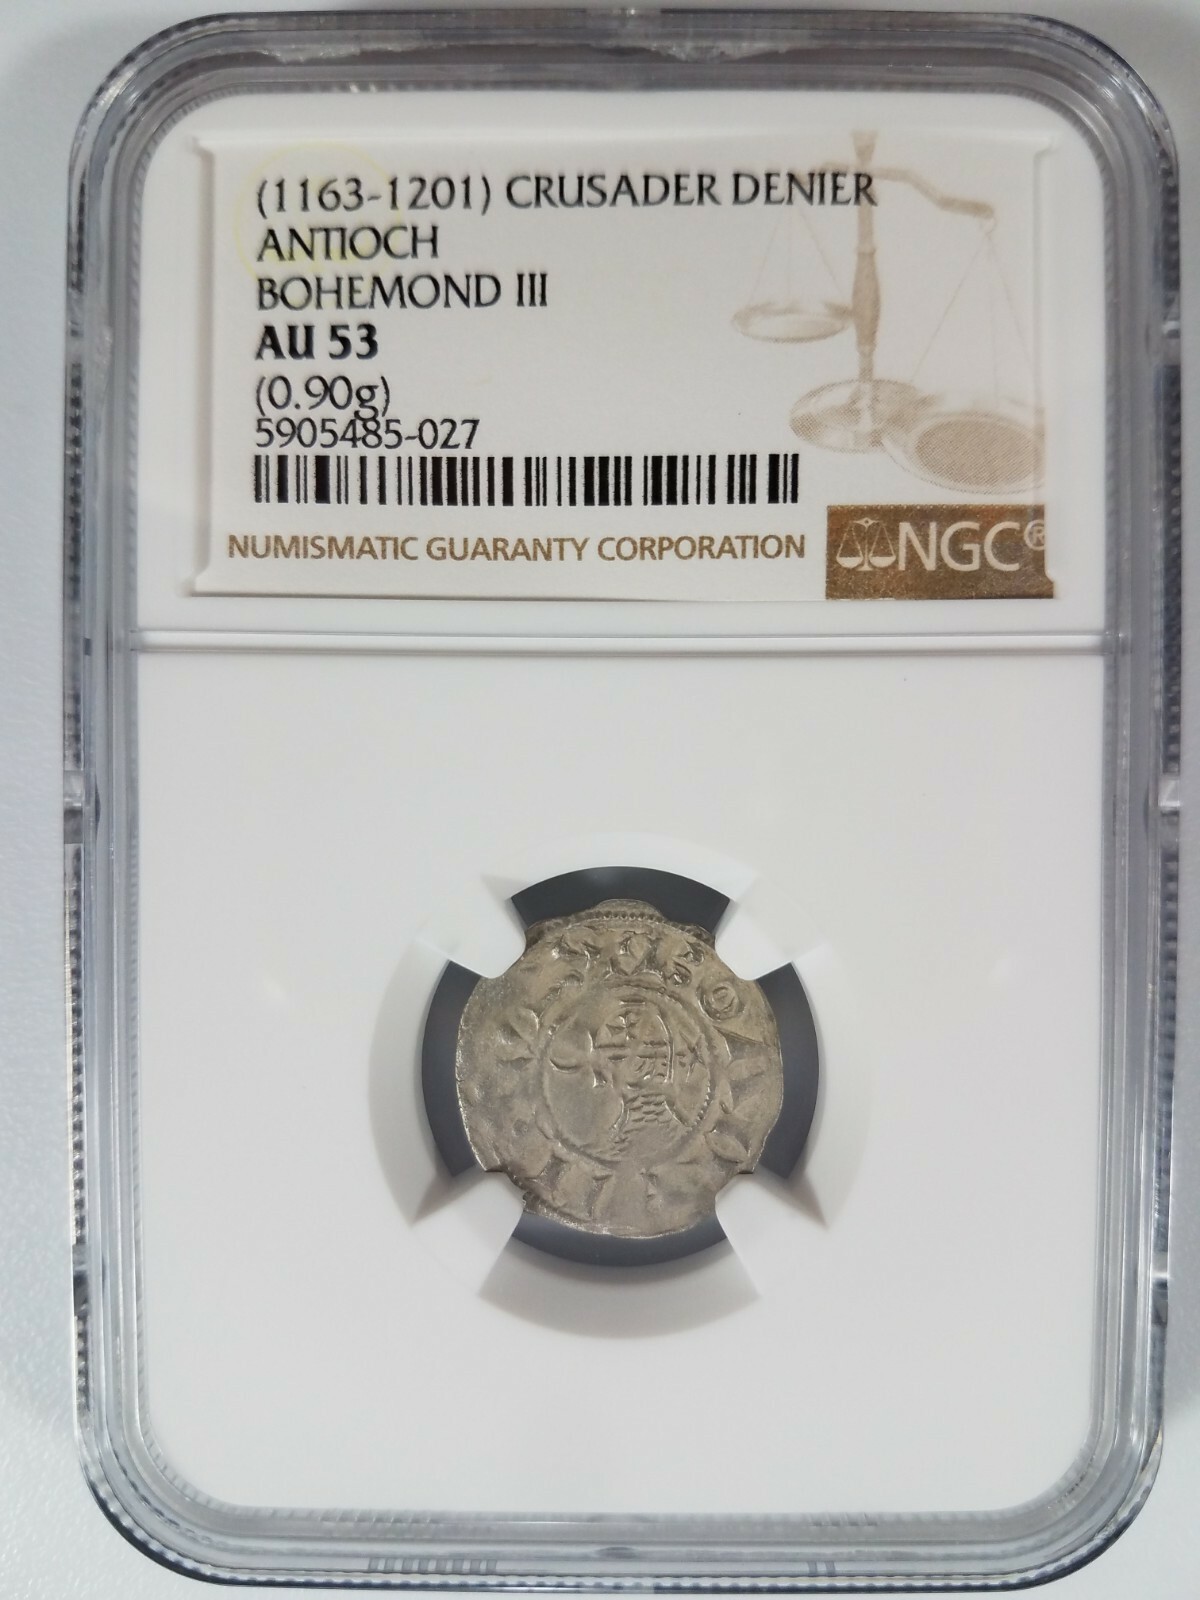 (1163-1201) CRUSADER DENIER
ANTIOCH
BOHEMOND III
AU 53
(0.90g)
5905485-027
NUMISMATIC GUARANTY CORPORATION
NGC®